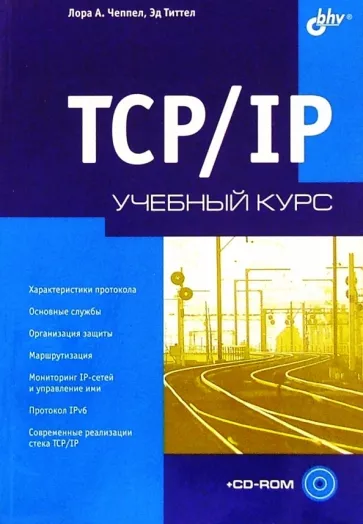 Лора А. Чеппел, Эд Титтел
bhv®
TCP/IP
УЧЕБНЫЙ КУРС
Характеристики протокола
Основные службы
Организация защиты
Маршрутизация
Мониторинг IP-сетей
и управление ими
Протокол IPv6
Современные реализации
стека TCP/IP
+CD-ROM